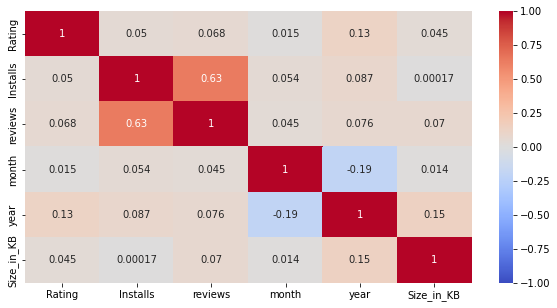 Rating 1 0.05 0.068 0.015 0.13 0.045
Installs 0.05 1 0.63 0.054 0.087 0.00017
reviews 0.068 0.63 1 0.045 0.076 0.07
month 0.015 0.054 0.045 1 -0.19 0.014
year 0.13 0.087 0.076 -0.19 1 0.15
Size_in_KB 0.045 0.00017 0.07 0.014 0.15 1
Rating Installs reviews month year Size_in_KB
1.00
0.75
0.50
0.25
0.00
−0.25
−0.50
−0.75
−1.00